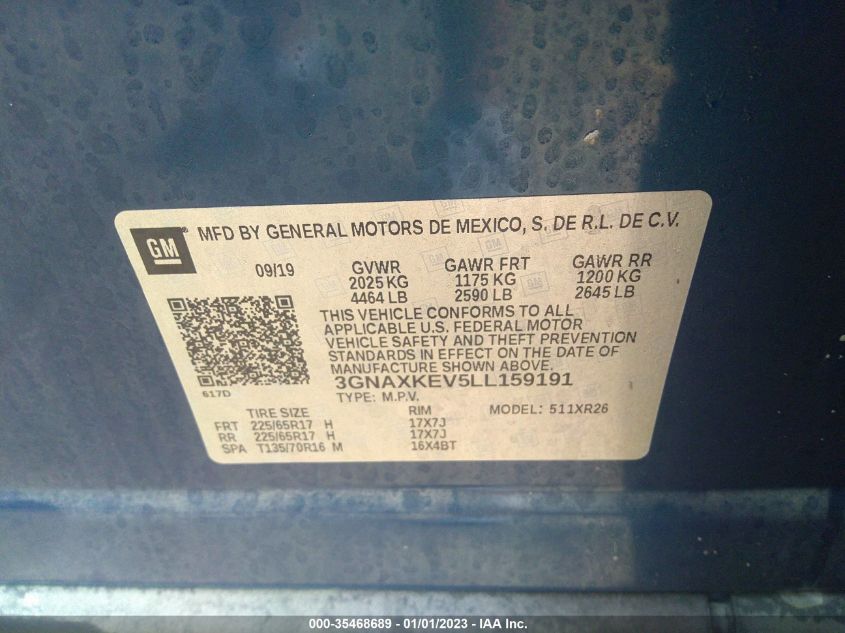 GM MFD BY GENERAL MOTORS DE MEXICO, S. DE R.L. DE C.V.
09/19 GVWR GAWR FRT GAWR RR
2025 KG 1175 KG 1200 KG
4464 LB 2590 LB 2645 LB
THIS VEHICLE CONFORMS TO ALL
APPLICABLE U.S. FEDERAL MOTOR
VEHICLE SAFETY AND THEFT PREVENTION
STANDARDS IN EFFECT ON THE DATE OF
MANUFACTURE SHOWN ABOVE.
617D
3GNAXKEV5LL159191
TYPE: M.P.V.
TIRE SIZE RIM MODEL: 511XR26
FRT 225/65R17 H 17X7J
RR 225/65R17 H 17X7J
SPA T135/70R16 M 16X4BT
000-35468689 - 01/01/2023 - IAA Inc.